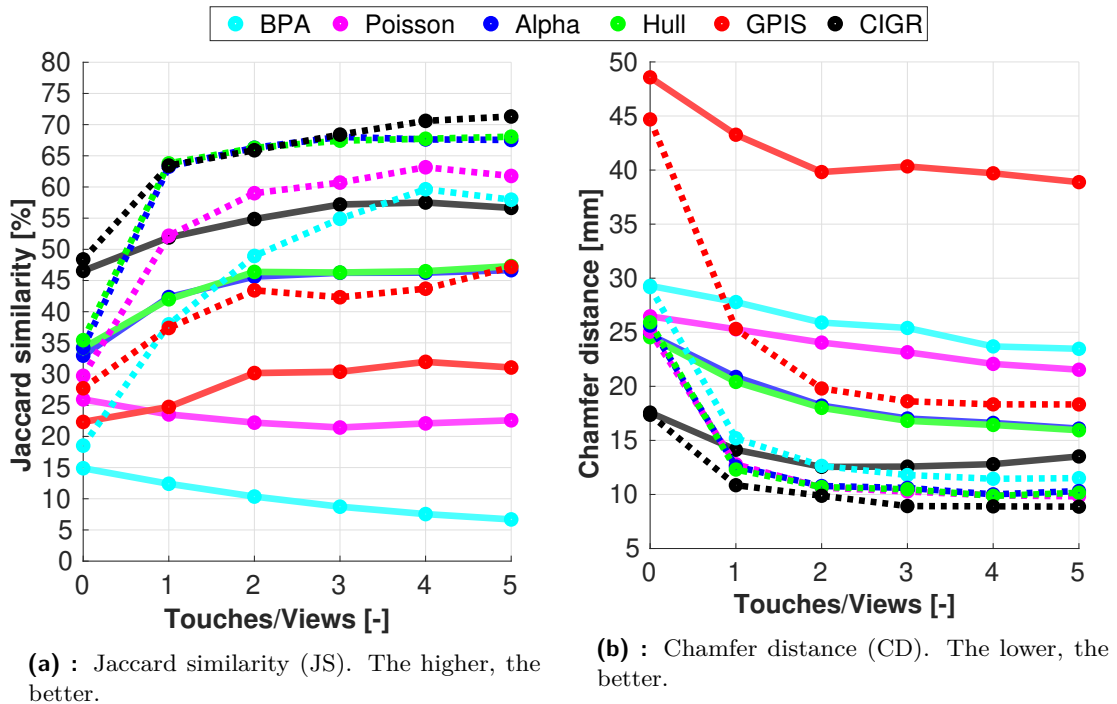 BPA Poisson Alpha Hull GPIS CIGR
80
75
70
65
60
55
50
45
40
35
30
25
20
15
10
5
0
Jaccard similarity [%]
0 1 2 3 4 5
Touches/Views [-]
(a) : Jaccard similarity (JS). The higher, the
better.
50
45
40
35
30
25
20
15
10
5
Chamfer distance [mm]
0 1 2 3 4 5
Touches/Views [-]
(b) : Chamfer distance (CD). The lower, the
better.